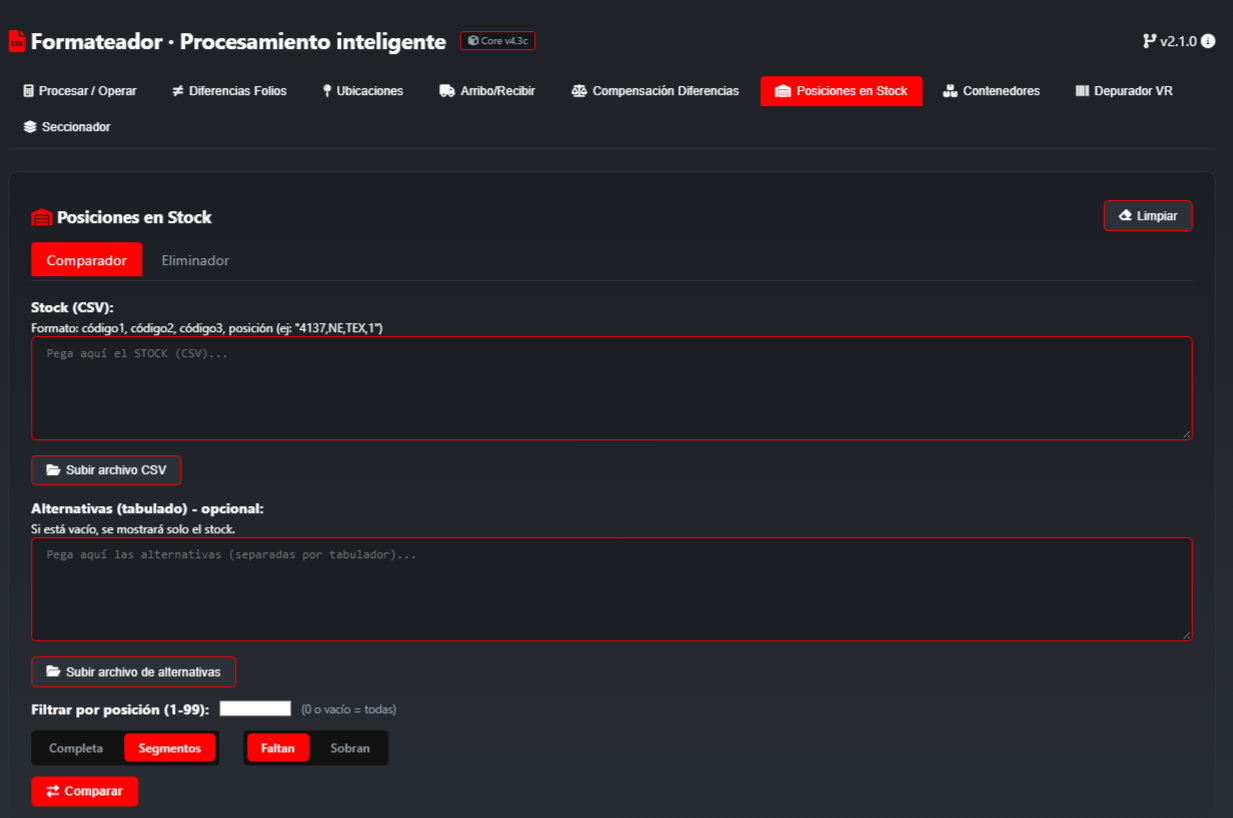 CSV Formateador · Procesamiento inteligente Core v4.3c v2.1.0
Procesar / Operar Diferencias Folios Ubicaciones Arribo/Recibir Compensación Diferencias Posiciones en Stock Contenedores Depurador VR
Seccionador
Posiciones en Stock Limpiar
Comparador Eliminador
Stock (CSV):
Formato: código1, código2, código3, posición (ej: "4137,NE,TEX,1")
Pega aquí el STOCK (CSV)...
Subir archivo CSV
Alternativas (tabulado) - opcional:
Si está vacío, se mostrará solo el stock.
Pega aquí las alternativas (separadas por tabulador)...
Subir archivo de alternativas
Filtrar por posición (1-99): (0 o vacío = todas)
Completa Segmentos Faltan Sobran
Comparar